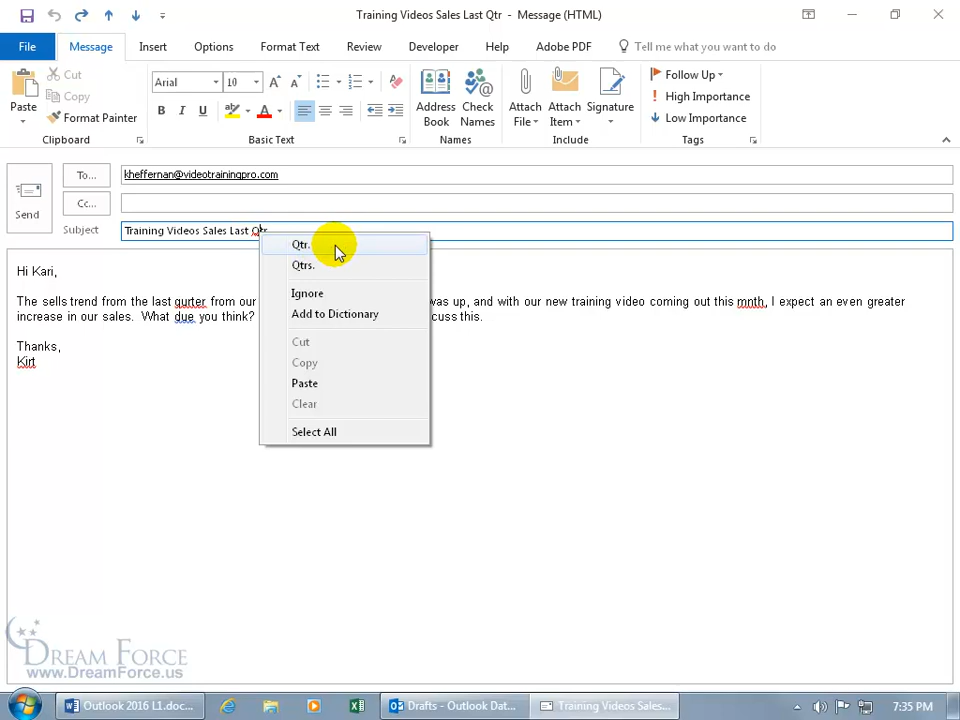 Training Videos Sales Last Qtr - Message (HTML)
File Message Insert Options Format Text Review Developer Help Adobe PDF Tell me what you want to do
Paste
Cut
Copy
Format Painter
Clipboard
Arial 10
B I U
Basic Text
Address Book
Check Names
Names
Attach File
Attach Item
Signature
Include
Follow Up
High Importance
Low Importance
Tags
Send
To... kheffernan@videotrainingpro.com
Cc...
Subject Training Videos Sales Last Qtr
Qtr.
Qtrs.
Ignore
Add to Dictionary
Cut
Copy
Paste
Clear
Select All
Hi Kari,
The sells trend from the last qurter from our was up, and with our new training video coming out this mnth, I expect an even greater
increase in our sales. What due you think? cuss this.
Thanks,
Kirt
DREAM FORCE
www.DreamForce.us
Outlook 2016 L1.doc... Drafts - Outlook Dat... Training Videos Sales... 7:35 PM